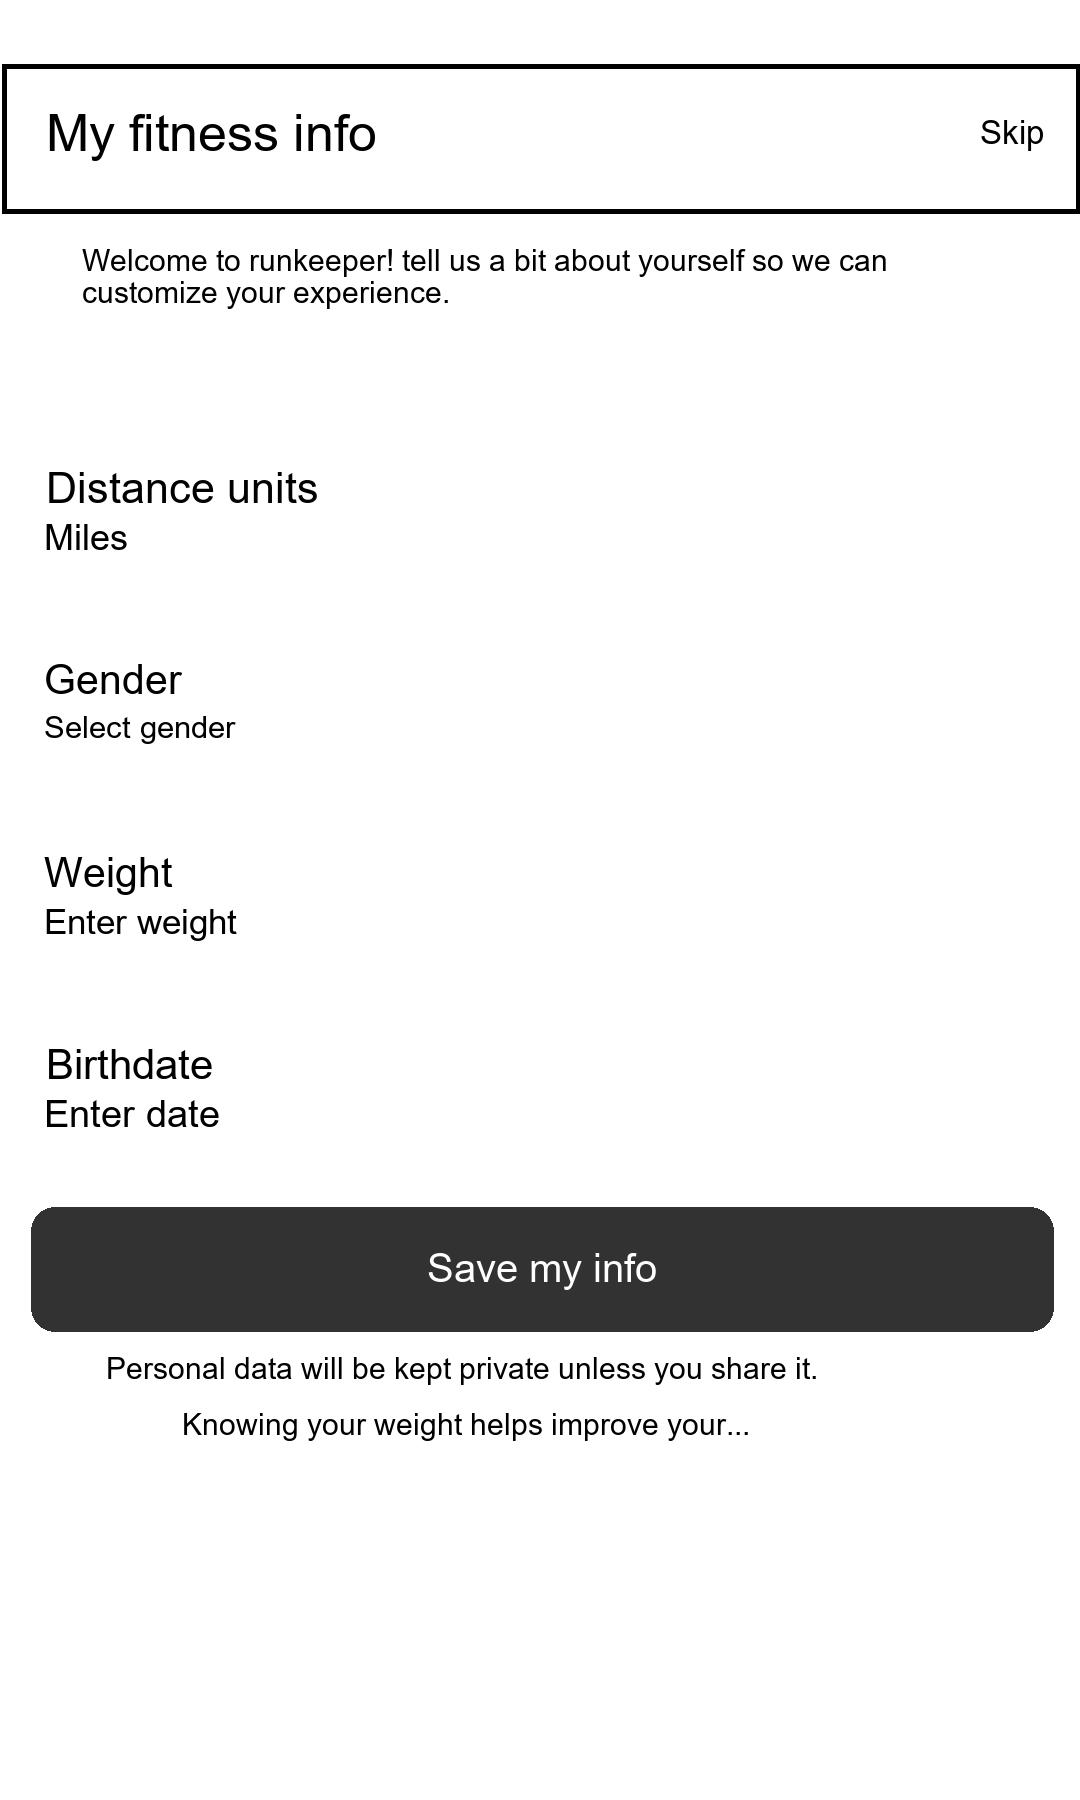 My fitness info
Skip
Welcome to runkeeper! tell us a bit about yourself so we can
customize your experience.
Distance units
Miles
Gender
Select gender
Weight
Enter weight
Birthdate
Enter date
Save my info
Personal data will be kept private unless you share it.
Knowing your weight helps improve your...